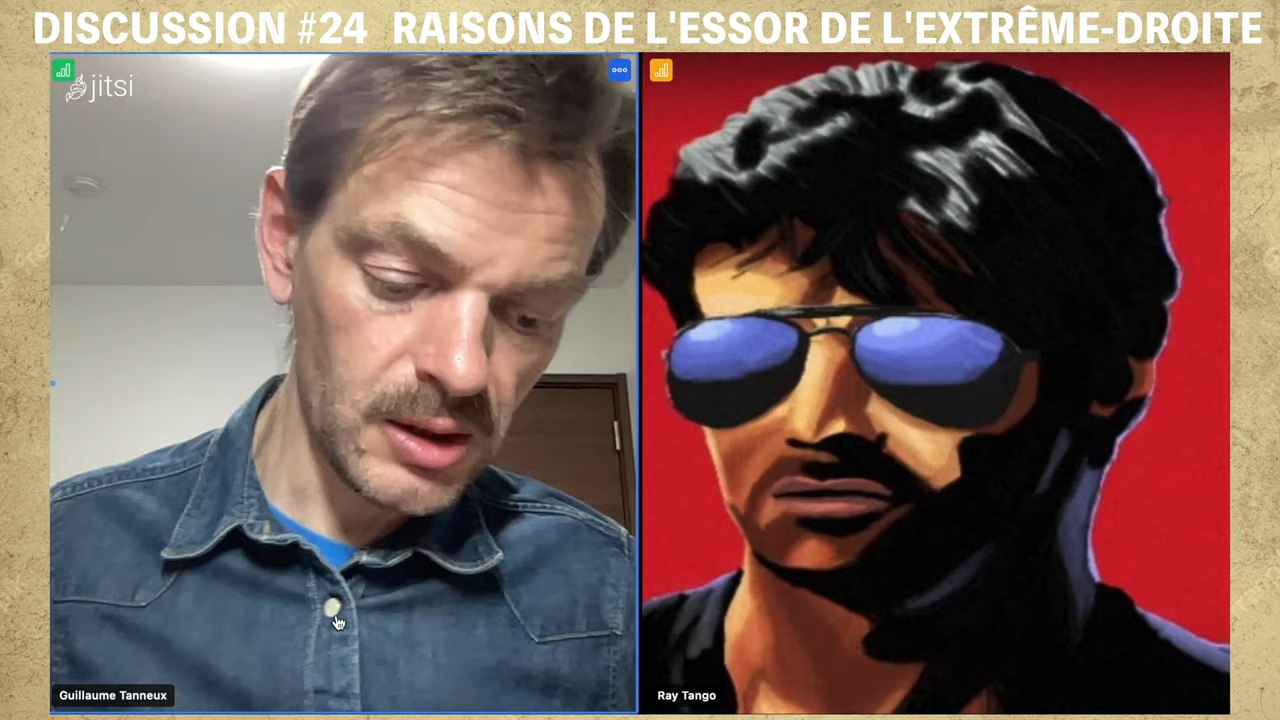 DISCUSSION #24 RAISONS DE L'ESSOR DE L'EXTRÊME-DROITE
jitsi
Guillaume Tanneux
Ray Tango